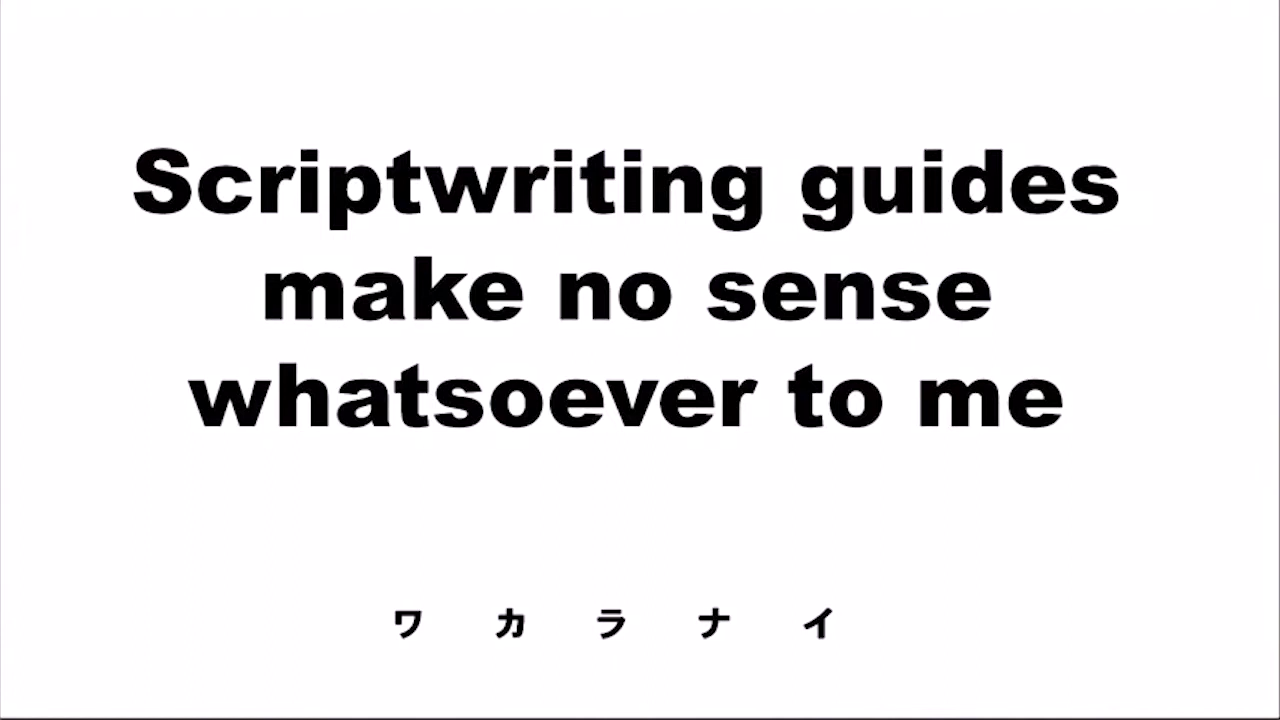 Scriptwriting guides
make no sense
whatsoever to me
ワカラナイ